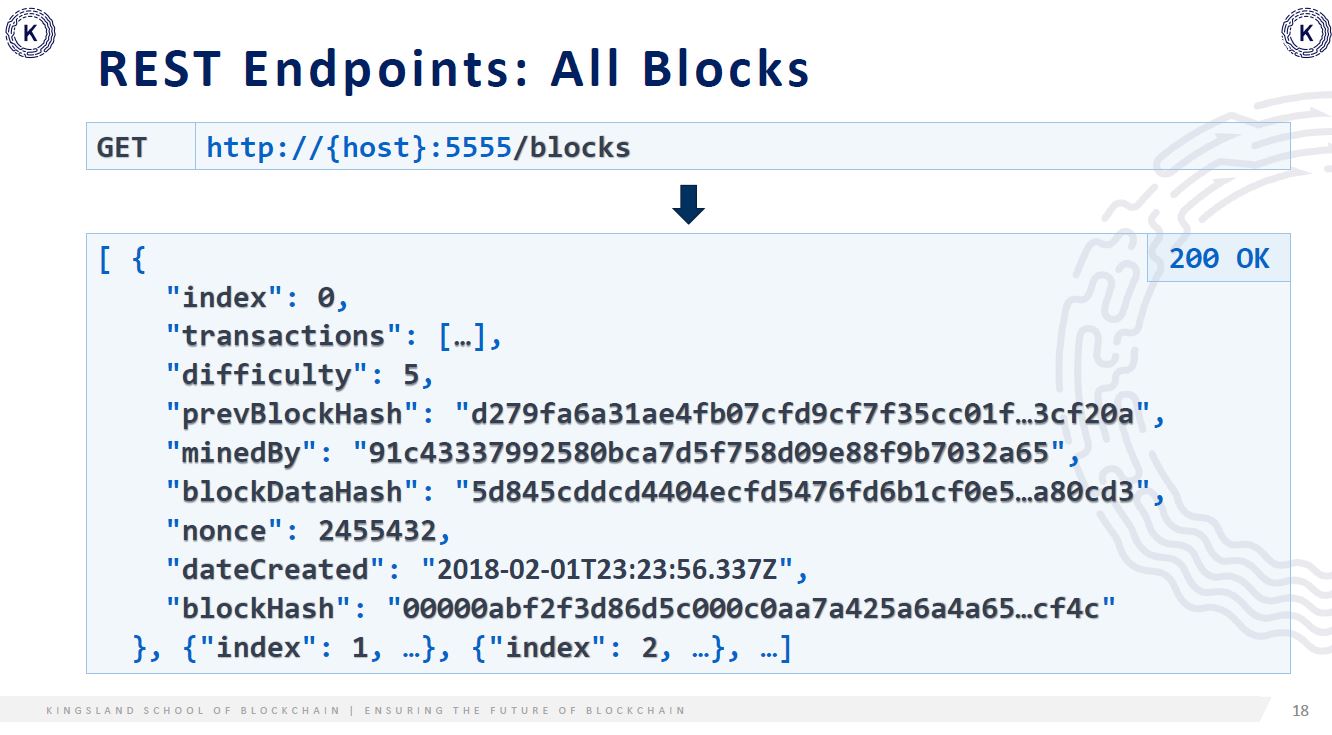 K
K
REST Endpoints: All Blocks
GET http://{host}:5555/blocks
200 OK
[ {
"index": 0,
"transactions": […],
"difficulty": 5,
"prevBlockHash": "d279fa6a31ae4fb07cfd9cf7f35cc01f…3cf20a",
"minedBy": "91c43337992580bca7d5f758d09e88f9b7032a65",
"blockDataHash": "5d845cddcd4404ecfd5476fd6b1cf0e5…a80cd3",
"nonce": 2455432,
"dateCreated": "2018-02-01T23:23:56.337Z",
"blockHash": "00000abf2f3d86d5c000c0aa7a425a6a4a65…cf4c"
}, {"index": 1, …}, {"index": 2, …}, …]
KINGSLAND SCHOOL OF BLOCKCHAIN | ENSURING THE FUTURE OF BLOCKCHAIN
18